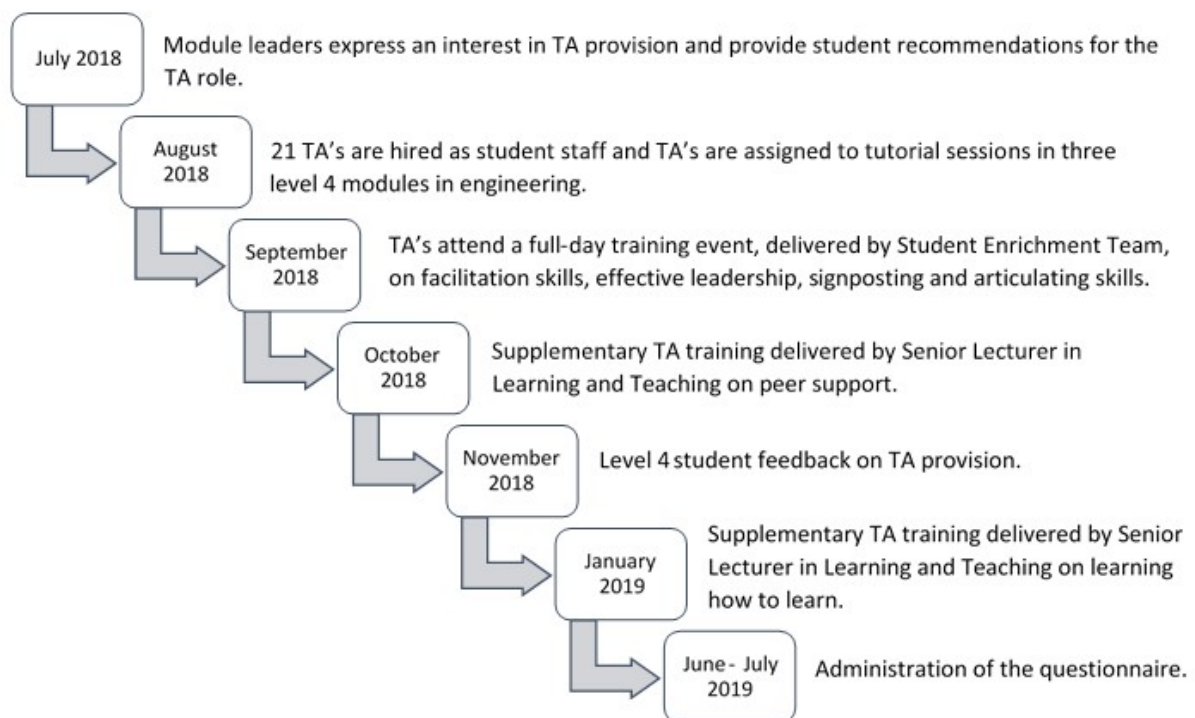 July 2018
Module leaders express an interest in TA provision and provide student recommendations for the
TA role.
August
2018
21 TA's are hired as student staff and TA's are assigned to tutorial sessions in three
level 4 modules in engineering.
September
2018
TA's attend a full-day training event, delivered by Student Enrichment Team,
on facilitation skills, effective leadership, signposting and articulating skills.
October
2018
Supplementary TA training delivered by Senior Lecturer in
Learning and Teaching on peer support.
November
2018
Level 4 student feedback on TA provision.
January
2019
Supplementary TA training delivered by Senior
Lecturer in Learning and Teaching on learning
how to learn.
June - July
2019
Administration of the questionnaire.